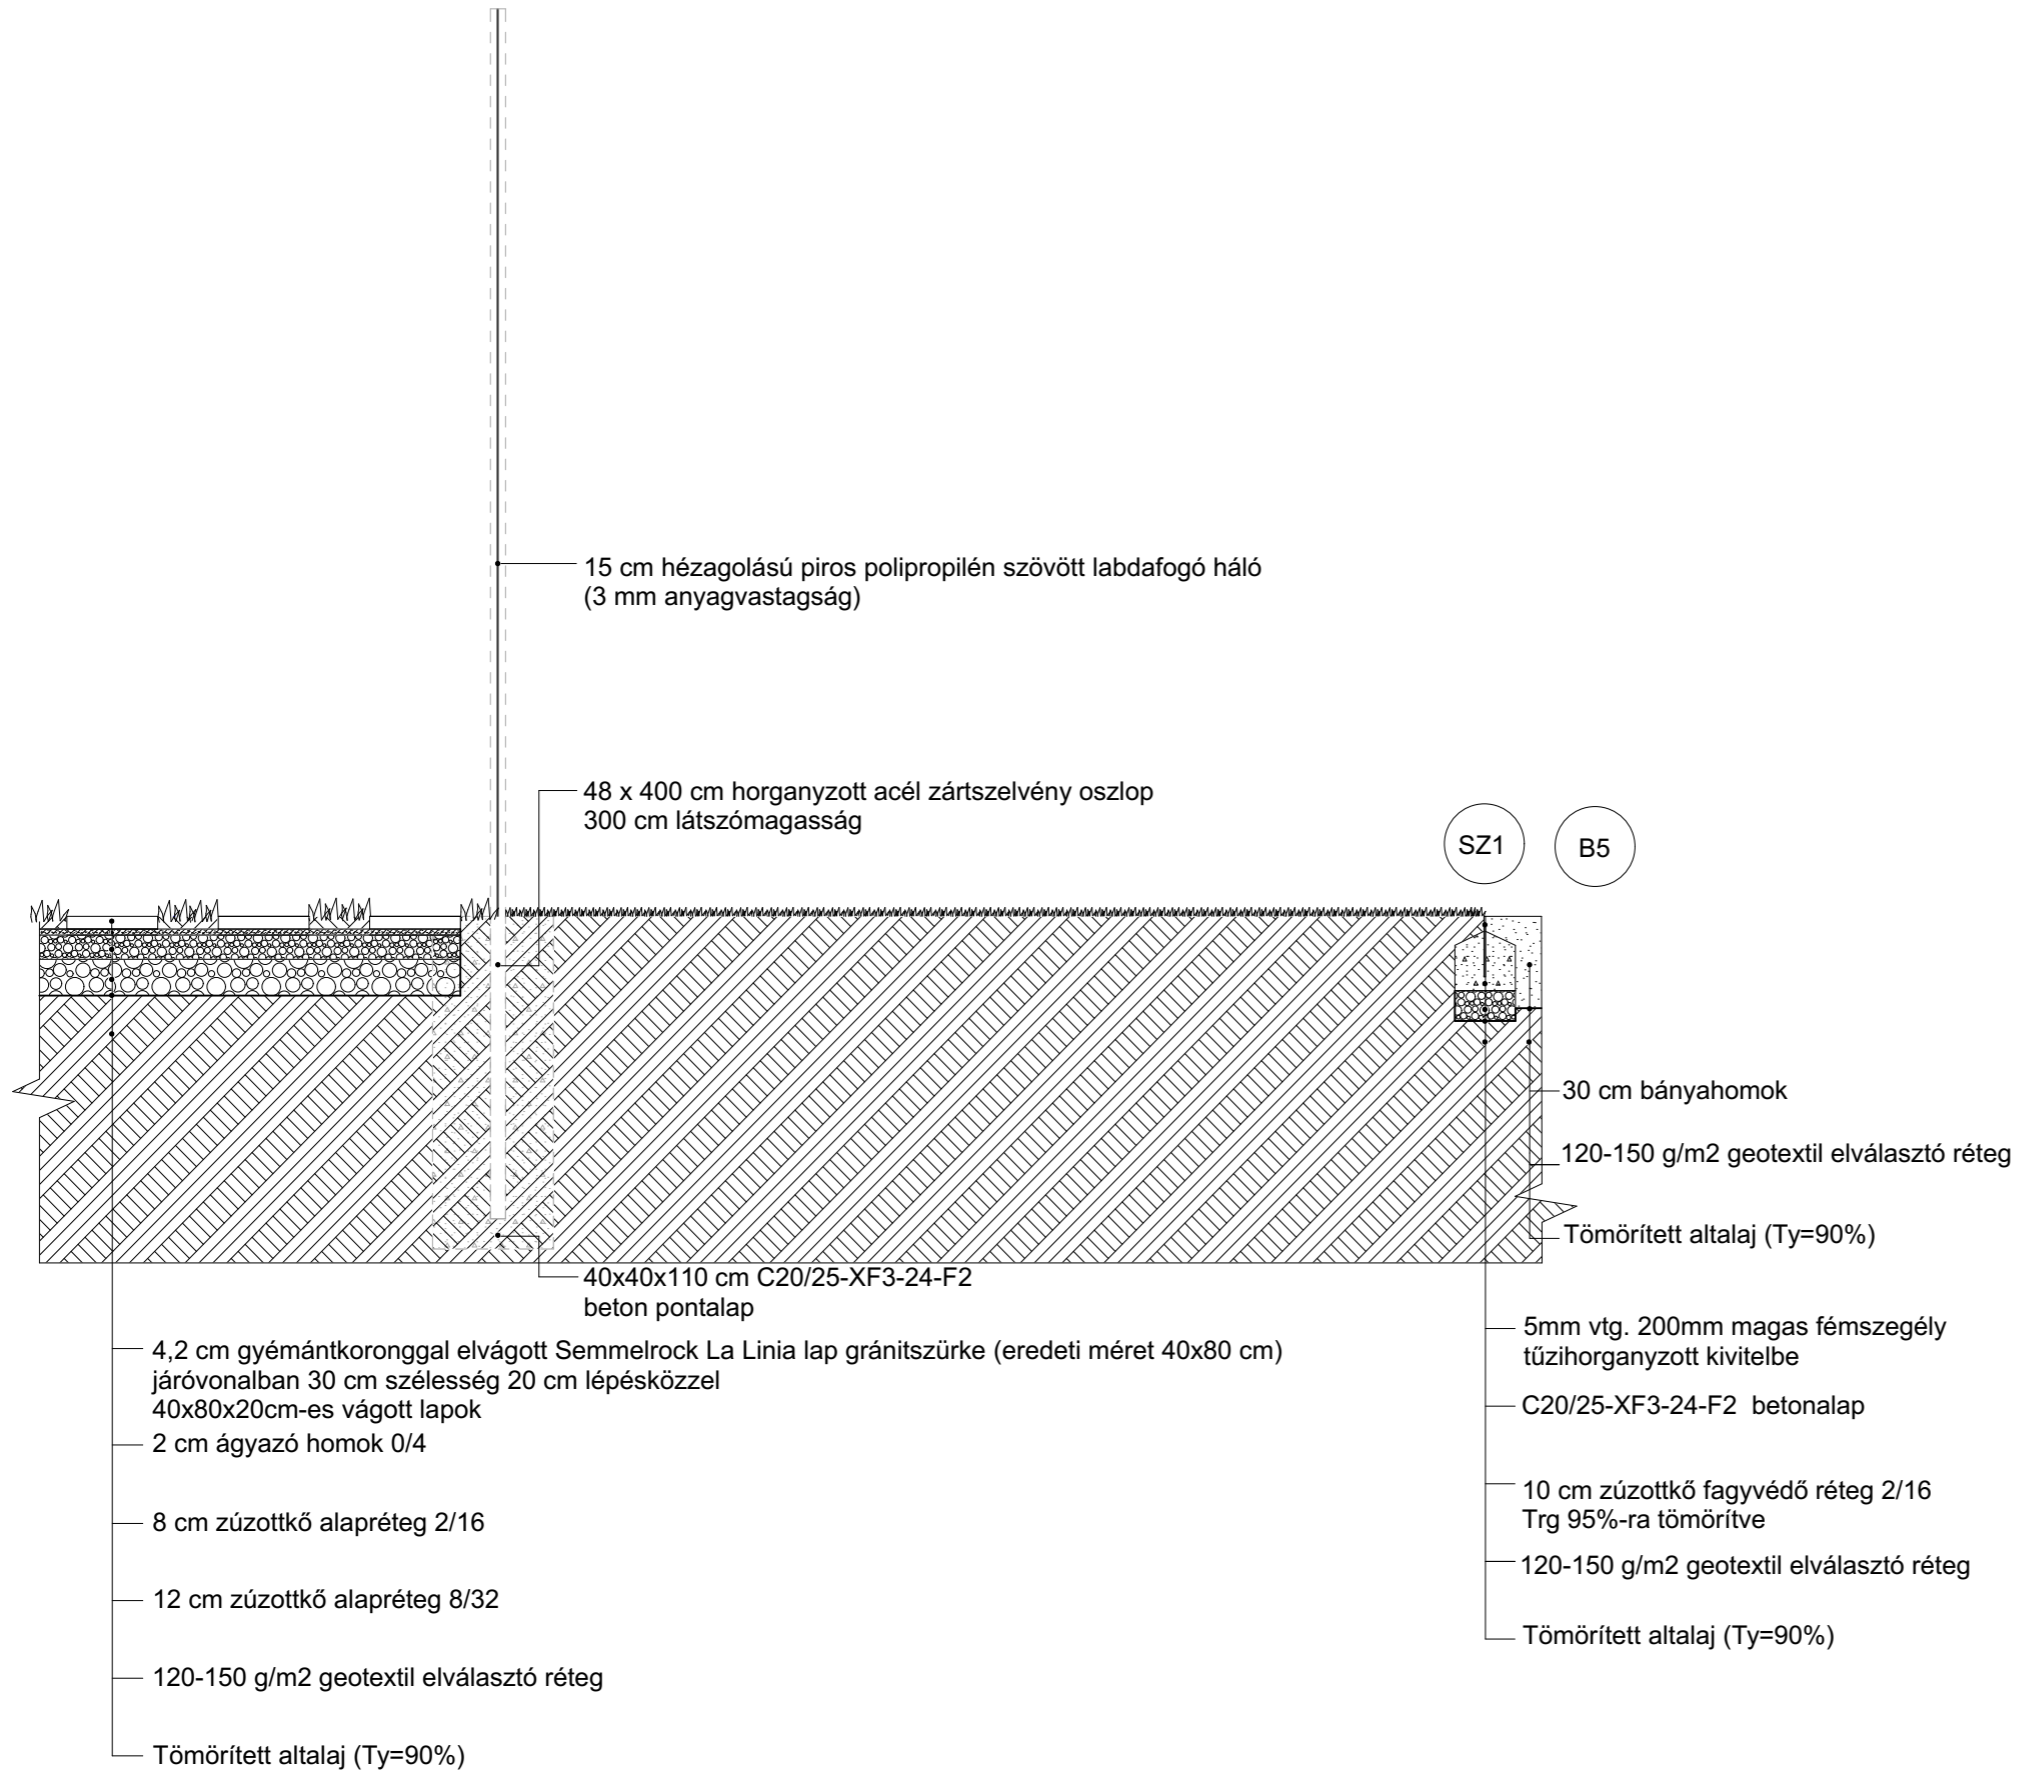 15 cm hézagolású piros polipropilén szövött labdafogó háló
(3 mm anyagvastagság)
48 x 400 cm horganyzott acél zártszelvény oszlop
300 cm látszómagasság
SZ1
B5
30 cm bányahomok
120-150 g/m2 geotextil elválasztó réteg
Tömörített altalaj (Ty=90%)
40x40x110 cm C20/25-XF3-24-F2
beton pontalap
4,2 cm gyémántkoronggal elvágott Semmelrock La Linia lap gránitszürke (eredeti méret 40x80 cm)
járóvonalban 30 cm szélesség 20 cm lépésközzel
40x80x20cm-es vágott lapok
2 cm ágyazó homok 0/4
8 cm zúzottkő alapréteg 2/16
12 cm zúzottkő alapréteg 8/32
120-150 g/m2 geotextil elválasztó réteg
Tömörített altalaj (Ty=90%)
5mm vtg. 200mm magas fémszegély
tűzihorganyzott kivitelbe
C20/25-XF3-24-F2 betonalap
10 cm zúzottkő fagyvédő réteg 2/16
Trg 95%-ra tömörítve
120-150 g/m2 geotextil elválasztó réteg
Tömörített altalaj (Ty=90%)